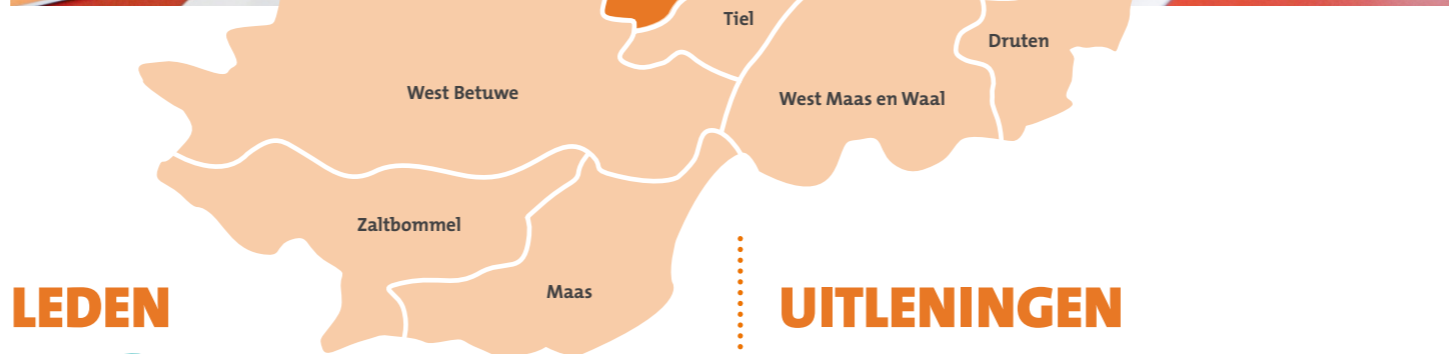 Tiel
Druten
West Betuwe
West Maas en Waal
Zaltbommel
Maas
LEDEN
UITLENINGEN